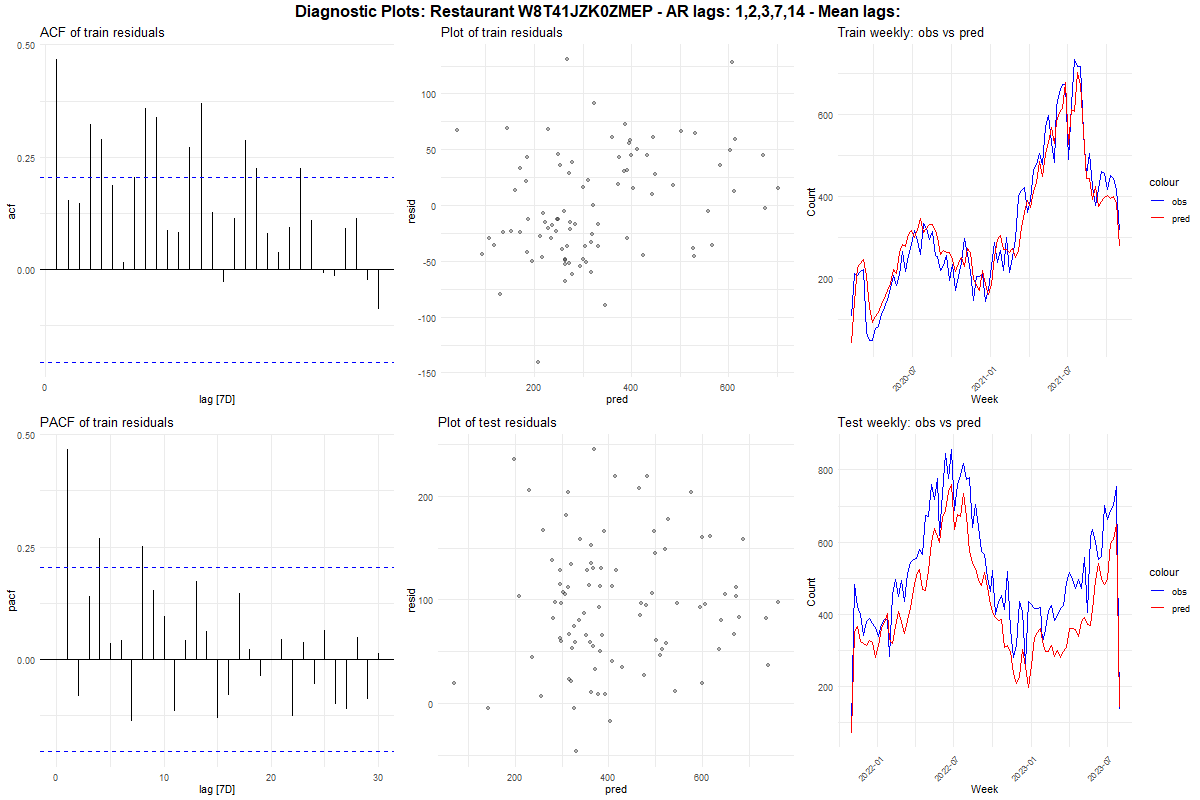 Diagnostic Plots: Restaurant W8T41JZK0ZMEP - AR lags: 1,2,3,7,14 - Mean lags:
ACF of train residuals
acf
0.50
0.25
0.00
0
lag [7D]
Plot of train residuals
resid
100
50
0
-50
-100
-150
200
400
600
pred
Train weekly: obs vs pred
Count
600
400
200
2020-07
2021-01
2021-07
Week
colour
obs
pred
PACF of train residuals
pacf
0.50
0.25
0.00
0
10
20
30
lag [7D]
Plot of test residuals
resid
200
100
0
200
400
600
pred
Test weekly: obs vs pred
Count
800
600
400
200
2022-01
2022-07
2023-01
2023-07
Week
colour
obs
pred